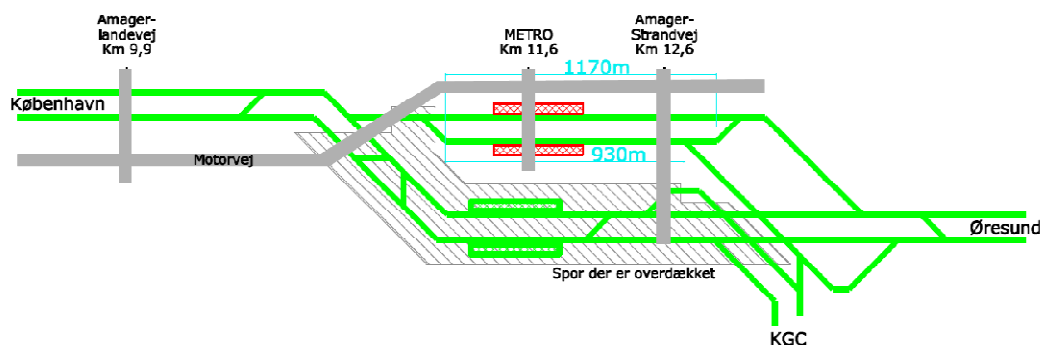 Amager-
landevej
Km 9,9
METRO
Km 11,6
Amager-
Strandvej
Km 12,6
1170m
København
Motorvej
930m
Øresund
Spor der er overdækket
KGC